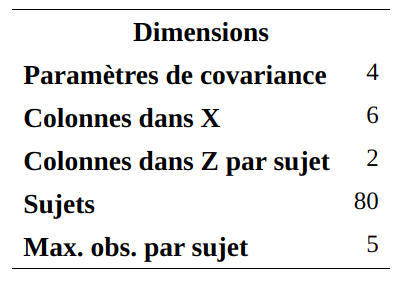 Dimensions
Paramètres de covariance 4
Colonnes dans X 6
Colonnes dans Z par sujet 2
Sujets 80
Max. obs. par sujet 5